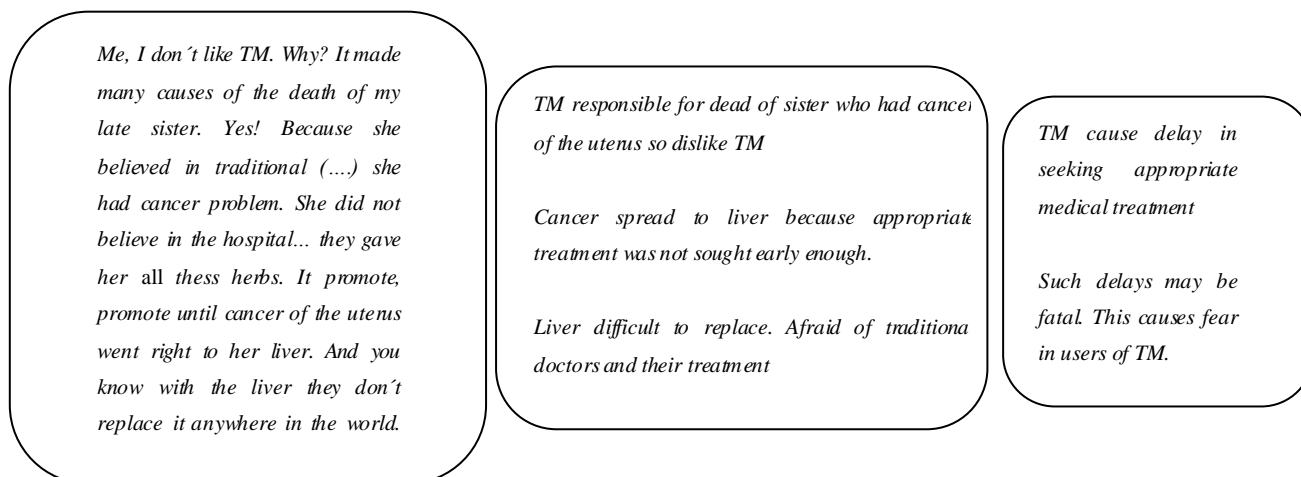 Me, I don´t like TM. Why? It made
many causes of the death of my
late sister. Yes! Because she
believed in traditional (….) she
had cancer problem. She did not
believe in the hospital... they gave
her all thess herbs. It promote,
promote until cancer of the uterus
went right to her liver. And you
know with the liver they don´t
replace it anywhere in the world.
TM responsible for dead of sister who had cancer
of the uterus so dislike TM
Cancer spread to liver because appropriate
treatment was not sought early enough.
Liver difficult to replace. Afraid of traditiona
doctors and their treatment
TM cause delay in
seeking appropriate
medical treatment
Such delays may be
fatal. This causes fear
in users of TM.